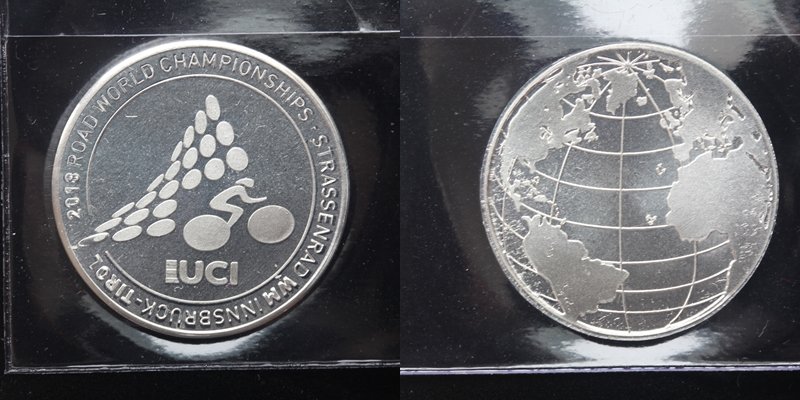 2018 ROAD WORLD CHAMPIONSHIPS · STRASSENRAD WM INNSBRUCK-TIROL
UCI